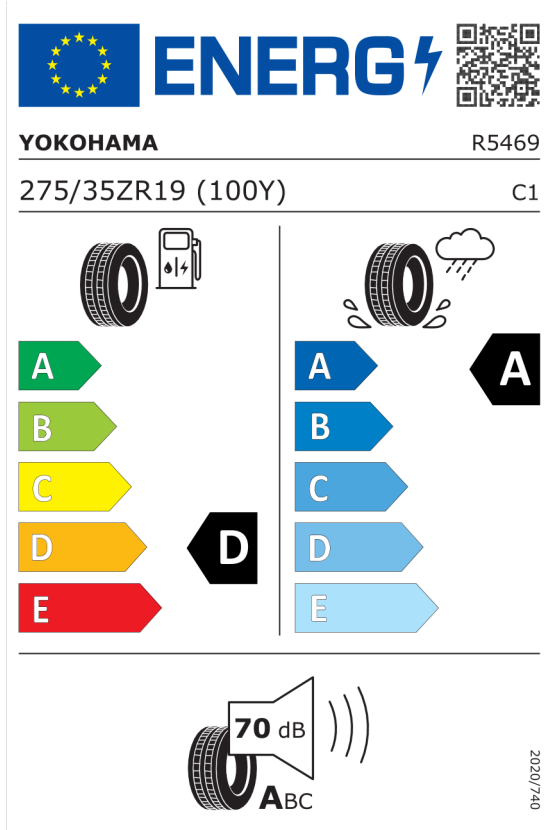 ENERG
YOKOHAMA R5469
275/35ZR19 (100Y) C1
A A A
B B
C C
D D D
E E
70 dB
ABC
2020/740